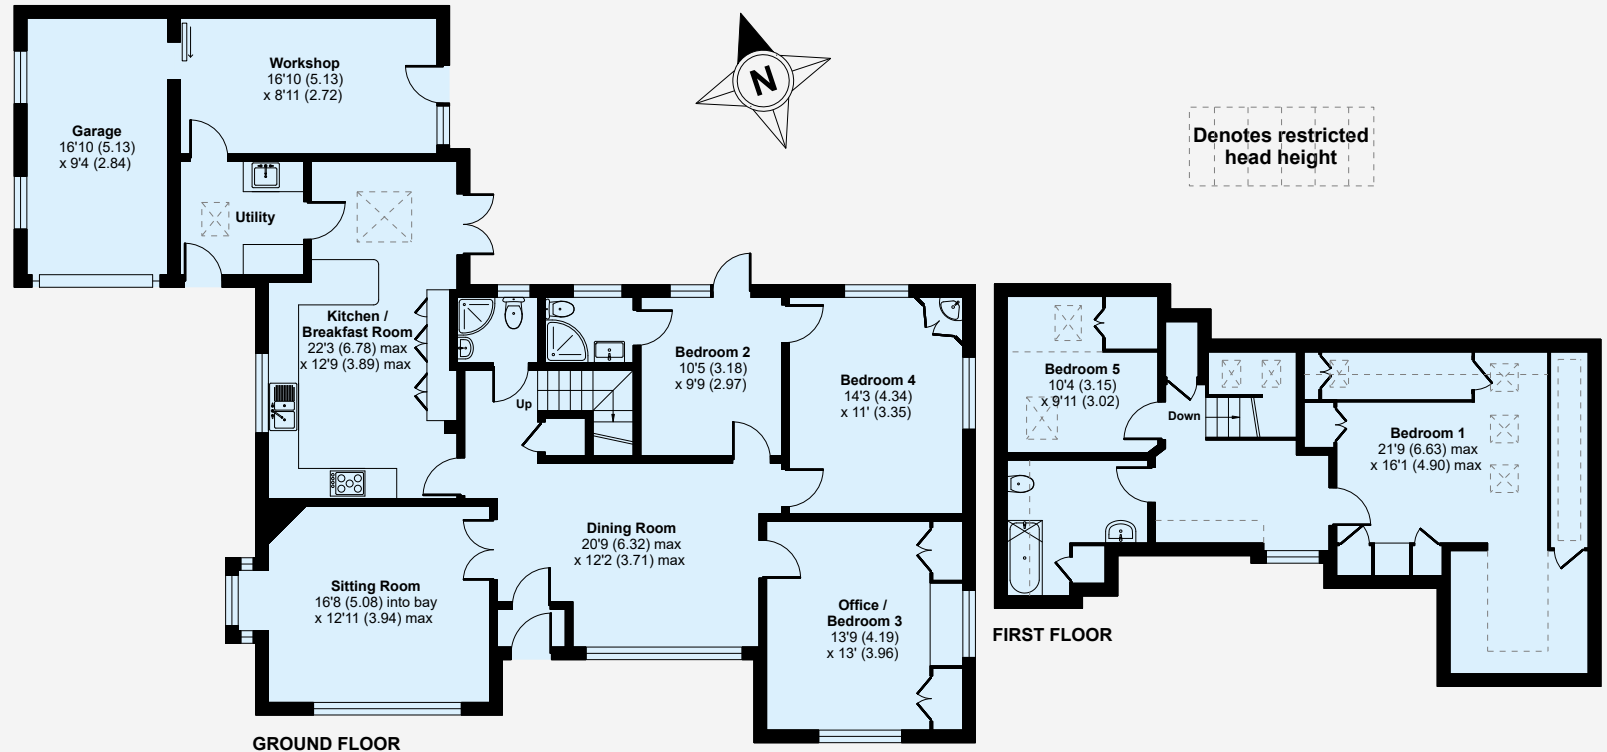 Workshop
16'10 (5.13)
x 8'11 (2.72)
Garage
16'10 (5.13)
x 9'4 (2.84)
Utility
N
Denotes restricted
head height
Kitchen /
Breakfast Room
22'3 (6.78) max
x 12'9 (3.89) max
Up
Bedroom 2
10'5 (3.18)
x 9'9 (2.97)
Bedroom 4
14'3 (4.34)
x 11' (3.35)
Dining Room
20'9 (6.32) max
x 12'2 (3.71) max
Sitting Room
16'8 (5.08) into bay
x 12'11 (3.94) max
Office /
Bedroom 3
13'9 (4.19)
x 13' (3.96)
GROUND FLOOR
Bedroom 5
10'4 (3.15)
x 9'11 (3.02)
Down
Bedroom 1
21'9 (6.63) max
x 16'1 (4.90) max
FIRST FLOOR